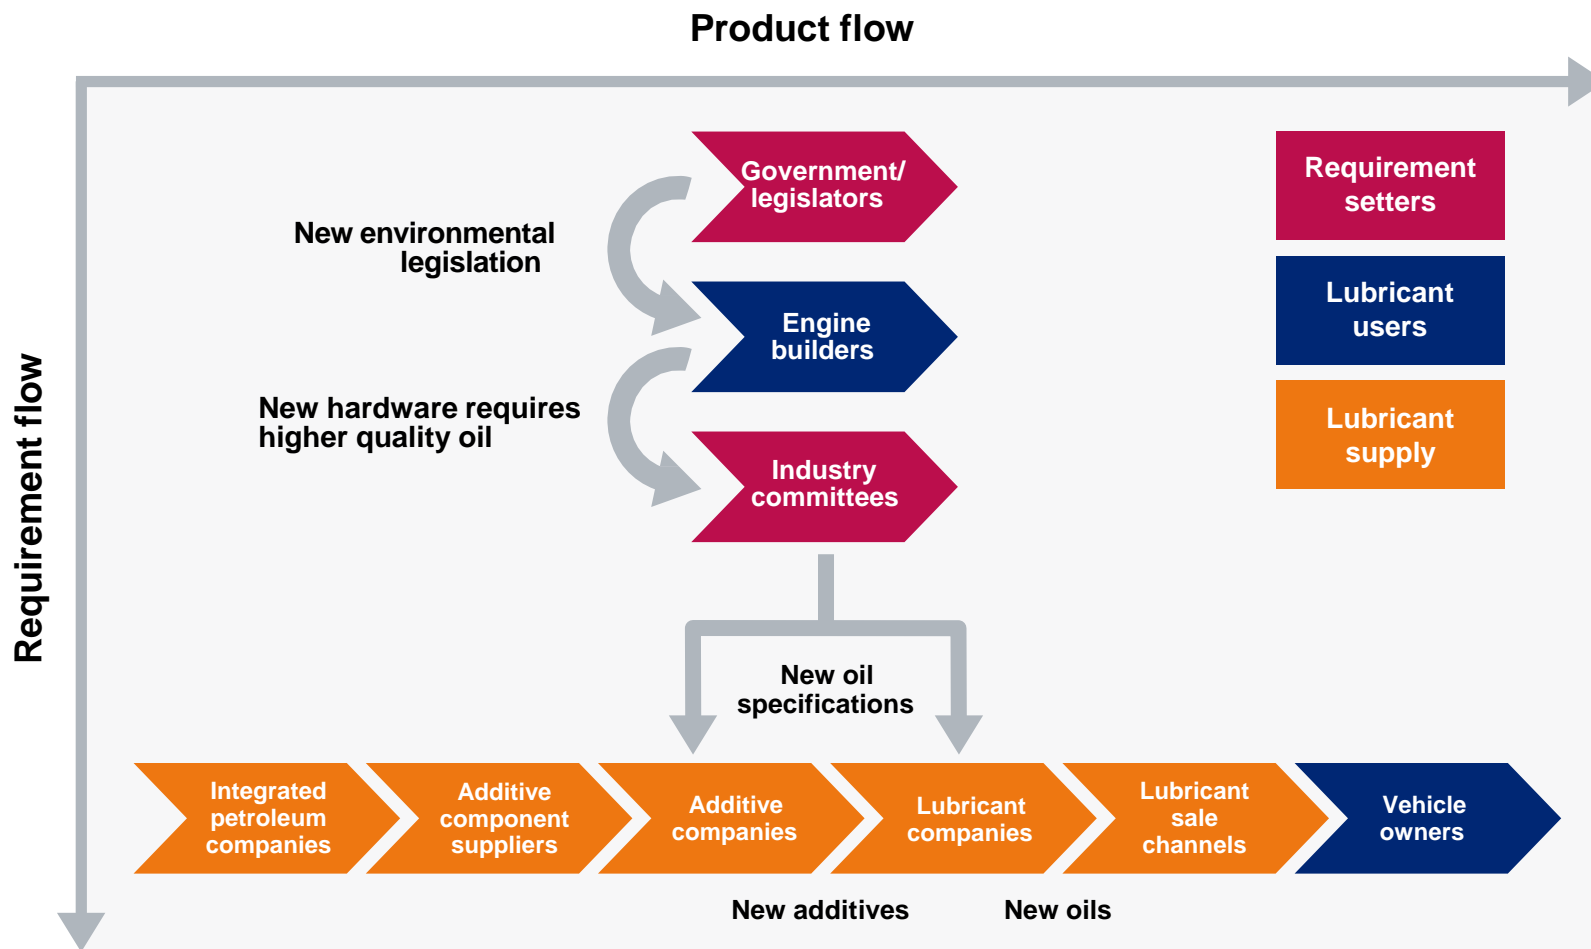 Product flow
Requirement flow
Government/
legislators
Requirement
setters
New environmental
legislation
Engine
builders
Lubricant
users
New hardware requires
higher quality oil
Lubricant
supply
Industry
committees
New oil
specifications
Integrated
petroleum
companies
Additive
component
suppliers
Additive
companies
Lubricant
companies
Lubricant
sale
channels
Vehicle
owners
New additives
New oils